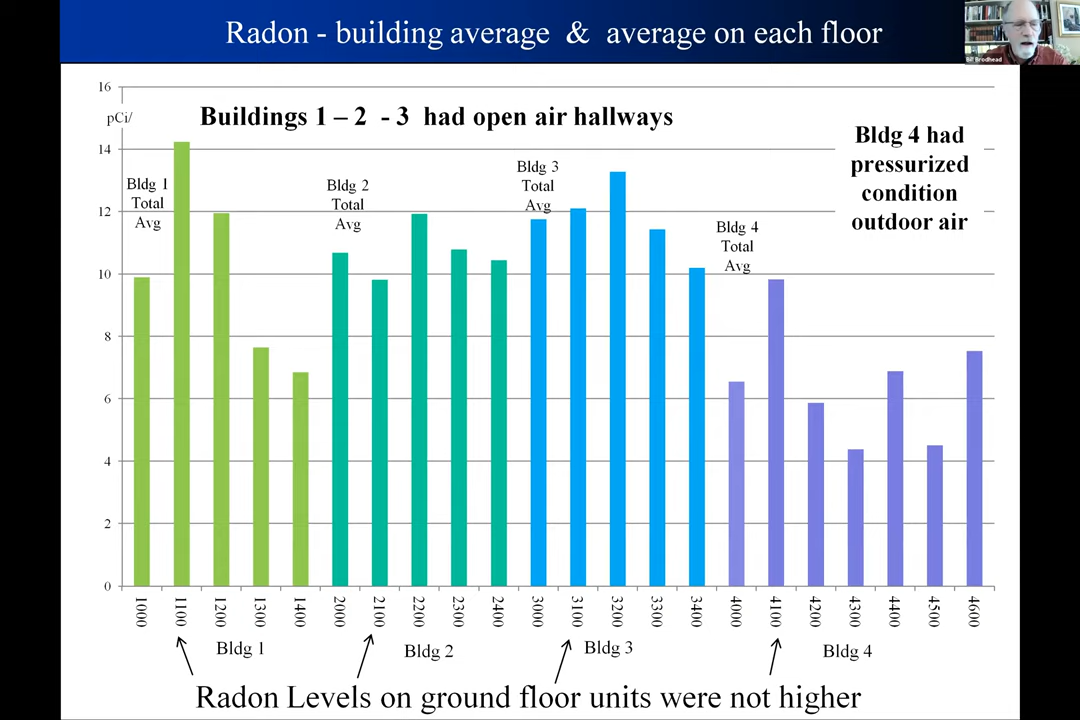 Radon - building average & average on each floor
Bill Brodhead
16
pCi/
14
12
10
8
6
4
2
0
Buildings 1 – 2 - 3 had open air hallways
Bldg 4 had
pressurized
condition
outdoor air
Bldg 1
Total
Avg
Bldg 2
Total
Avg
Bldg 3
Total
Avg
Bldg 4
Total
Avg
1000
1100
1200
1300
1400
2000
2100
2200
2300
2400
3000
3100
3200
3300
3400
4000
4100
4200
4300
4400
4500
4600
Bldg 1
Bldg 2
Bldg 3
Bldg 4
Radon Levels on ground floor units were not higher